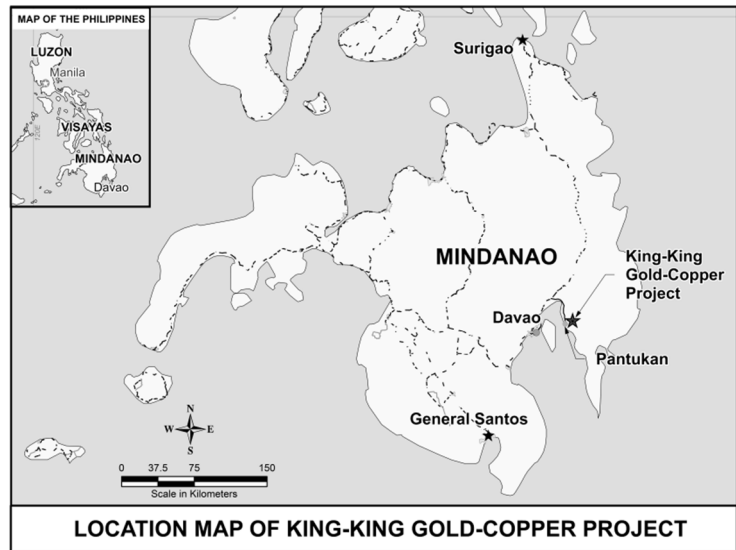 MAP OF THE PHILIPPINES
LUZON
Manila
120E
VISAYAS
MINDANAO
Davao
Surigao
MINDANAO
King-King
Gold-Copper
Project
Davao
Pantukan
General Santos
N
W E
S
0 37.5 75 150
Scale in Kilometers
LOCATION MAP OF KING-KING GOLD-COPPER PROJECT